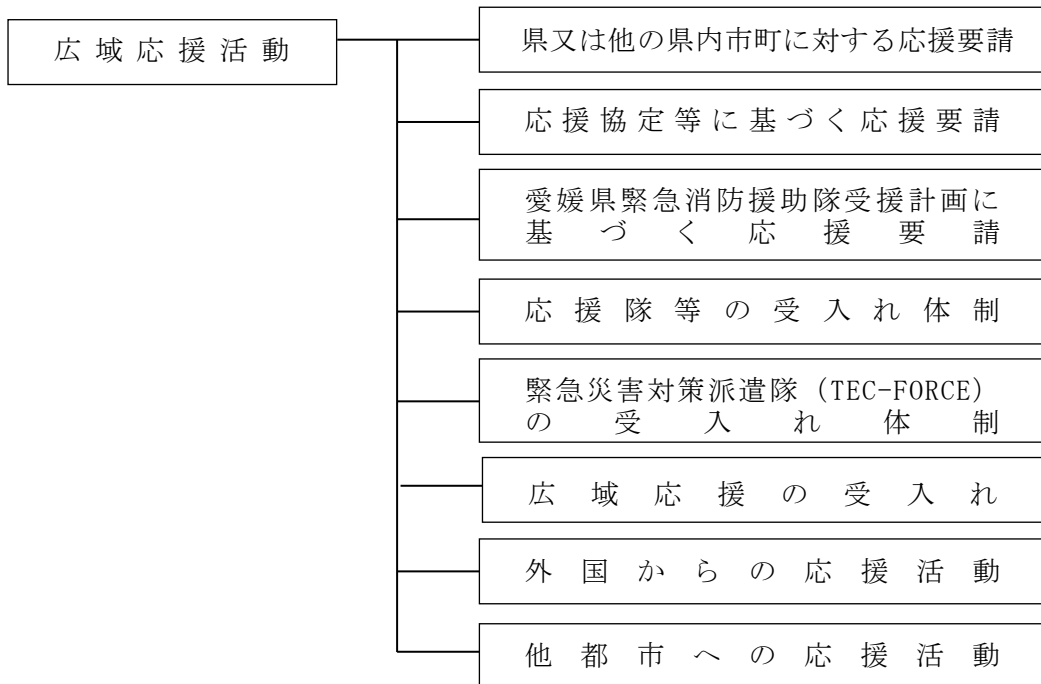 広域応援活動
県又は他の県内市町に対する応援要請
応援協定等に基づく応援要請
愛媛県緊急消防援助隊受援計画に
基づく応援要請
応援隊等の受入れ体制
緊急災害対策派遣隊（TEC-FORCE）
の受入れ体制
広域応援の受入れ
外国からの応援活動
他都市への応援活動